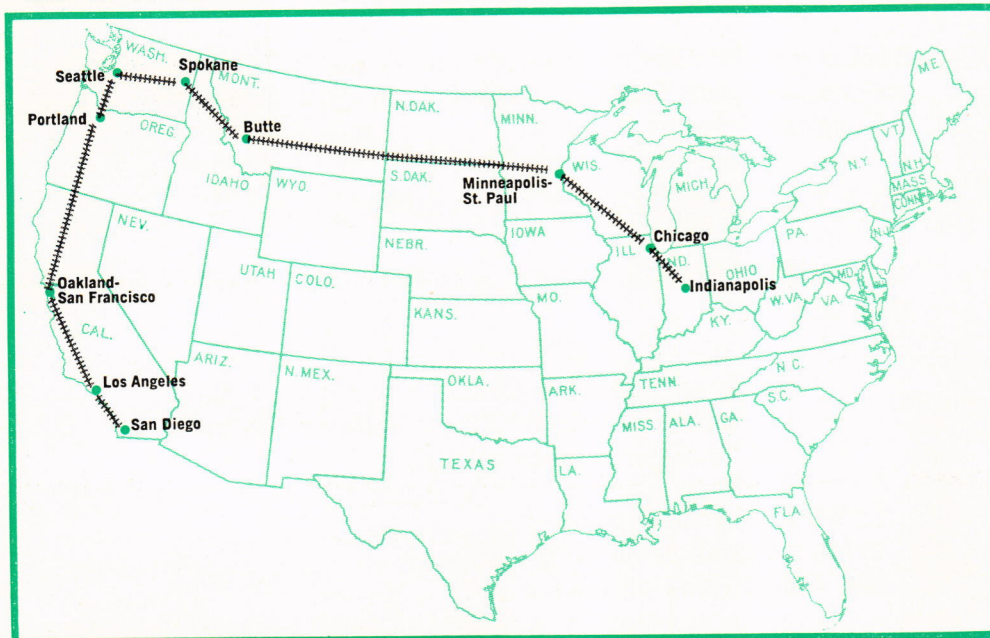 WASH.
Seattle
Spokane
MONT.
N.DAK.
MINN.
ME.
Portland
OREG.
Butte
VT.
N.H.
N.Y.
WIS.
MICH.
MASS.
CONN.
IDAHO
WYO.
S.DAK.
Minneapolis-
St. Paul
IOWA
Chicago
PA.
N.J.
NEV.
NEBR.
ILL
IND.
OHIO
MD.
UTAH
COLO.
Indianapolis
W.VA.
VA.
Oakland-
San Francisco
MO.
KANS.
KY.
CAL.
ARIZ.
N.MEX.
OKLA.
TENN.
N.C.
Los Angeles
ARK.
S.C.
San Diego
MISS.
ALA.
GA.
TEXAS
LA.
FLA.